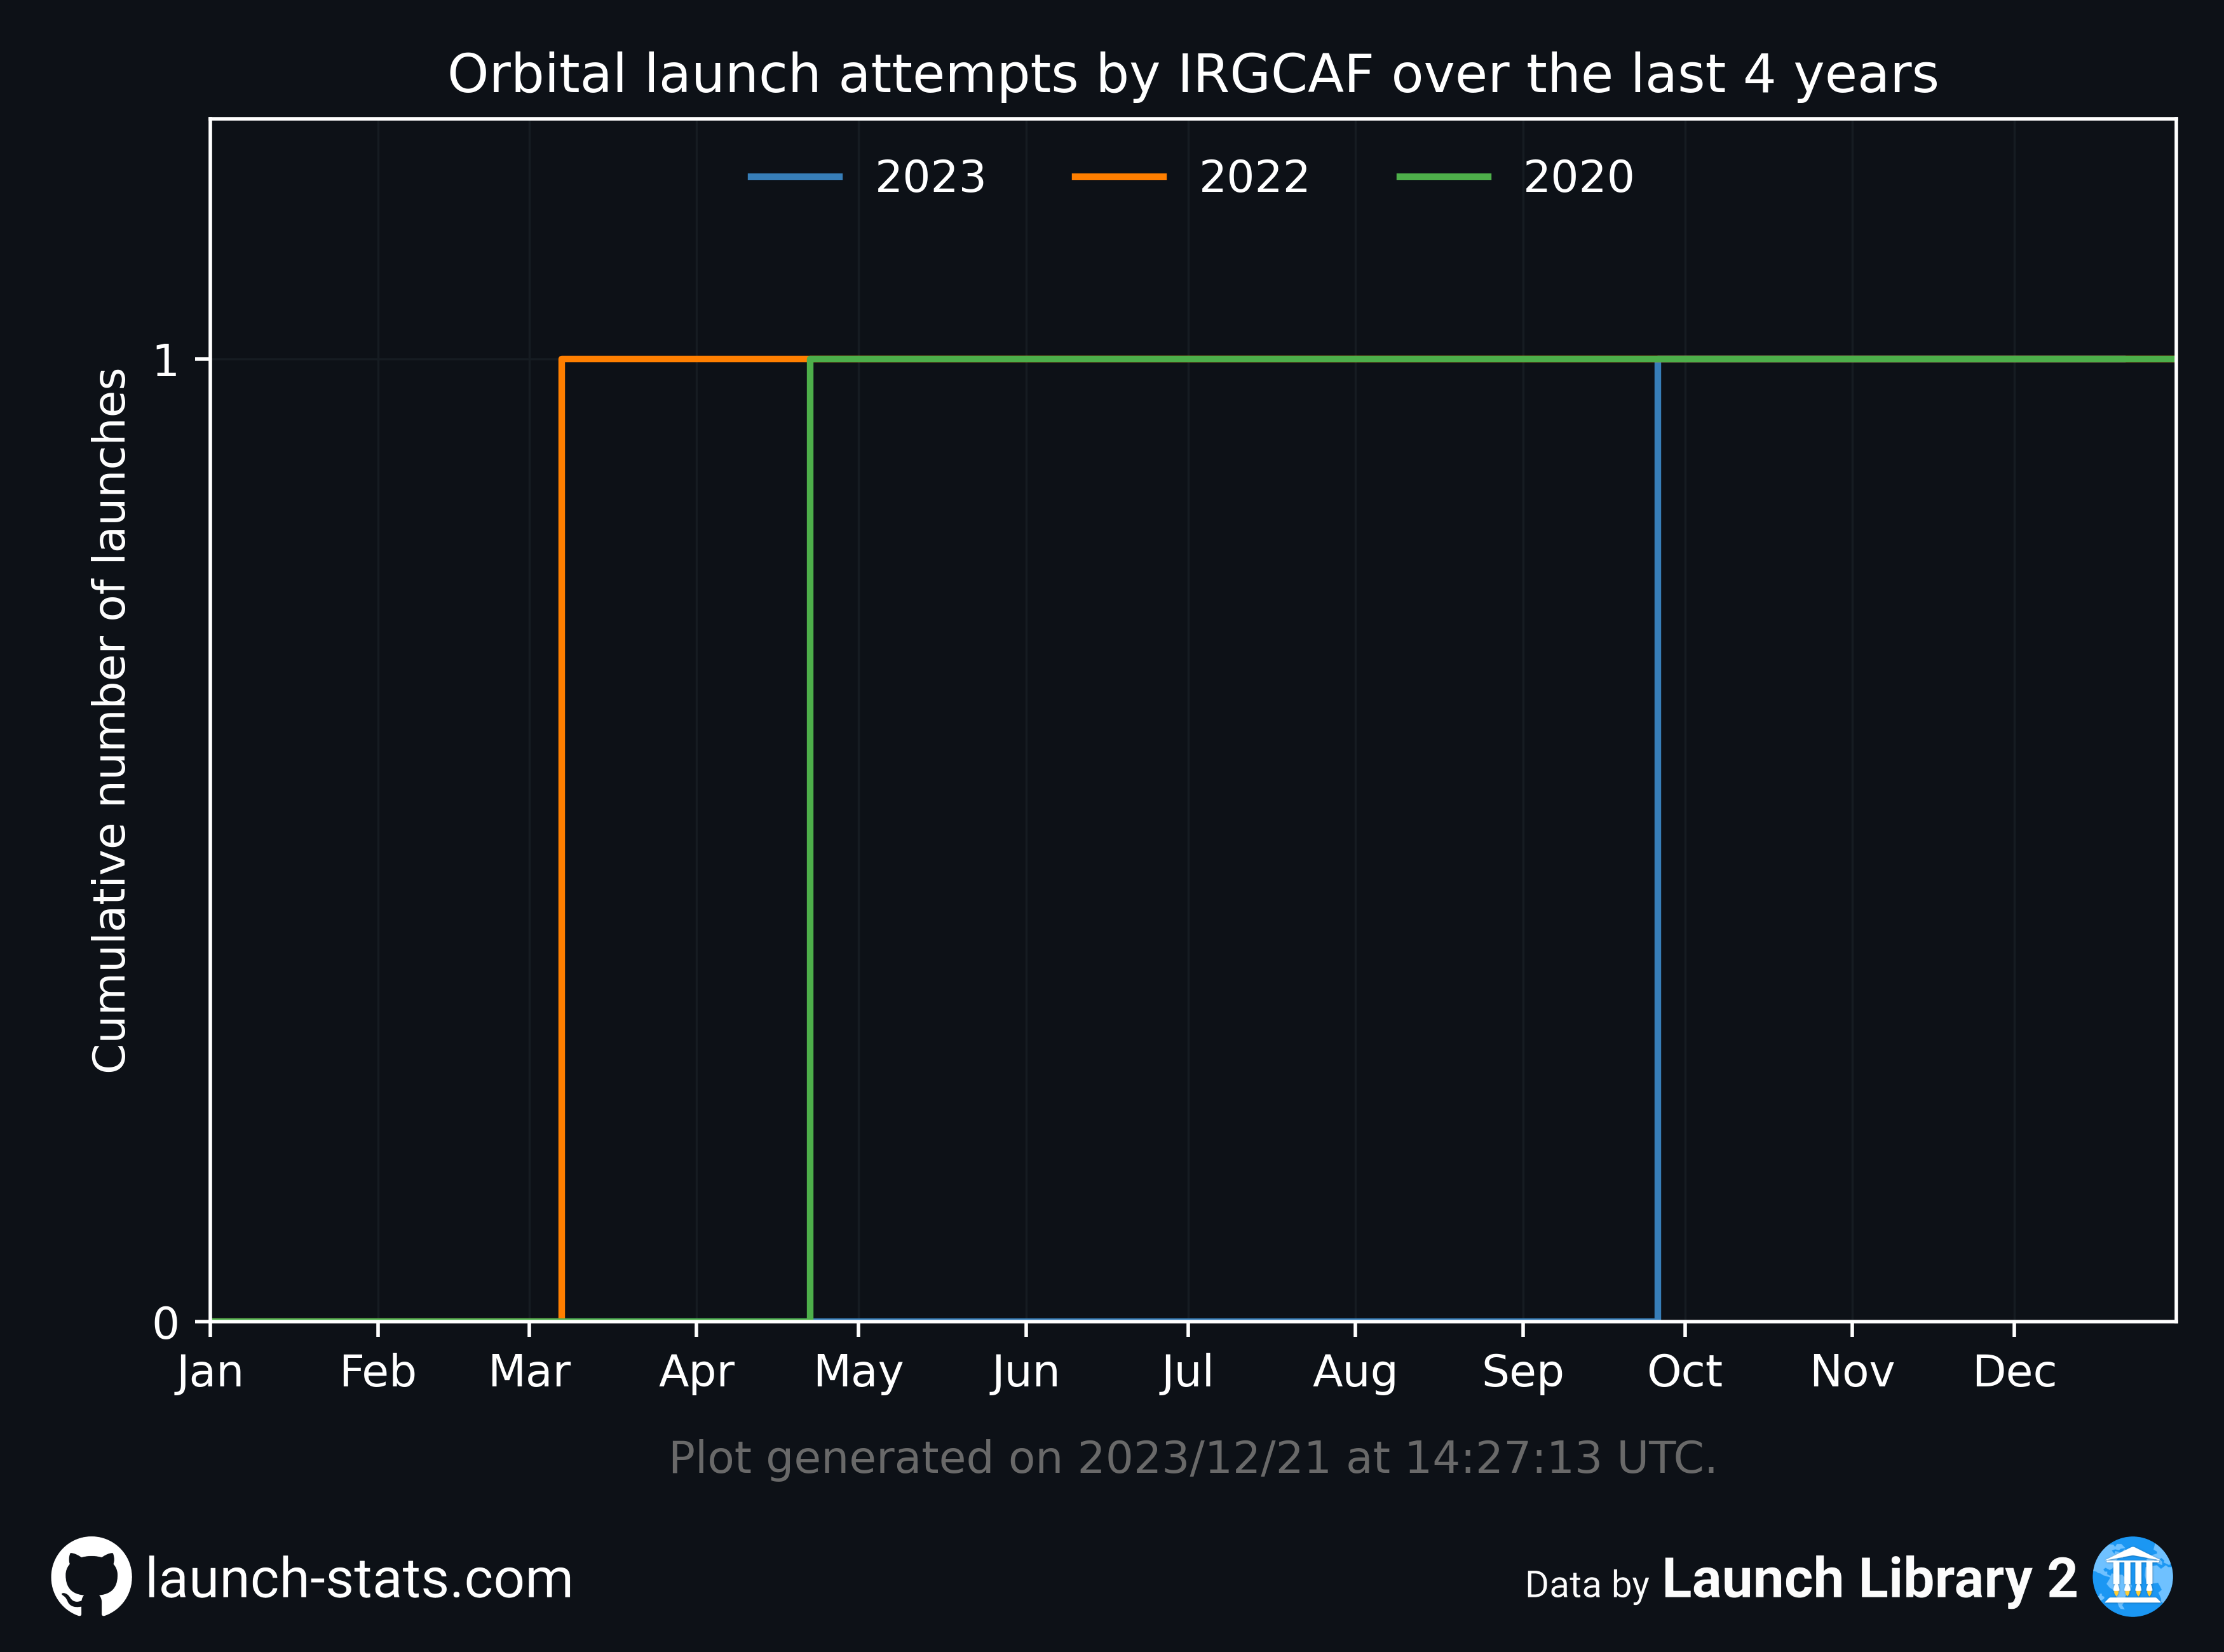 Orbital launch attempts by IRGCAF over the last 4 years
2023 2022 2020
Cumulative number of launches
1
0
Jan Feb Mar Apr May Jun Jul Aug Sep Oct Nov Dec
Plot generated on 2023/12/21 at 14:27:13 UTC.
launch-stats.com
Data by Launch Library 2